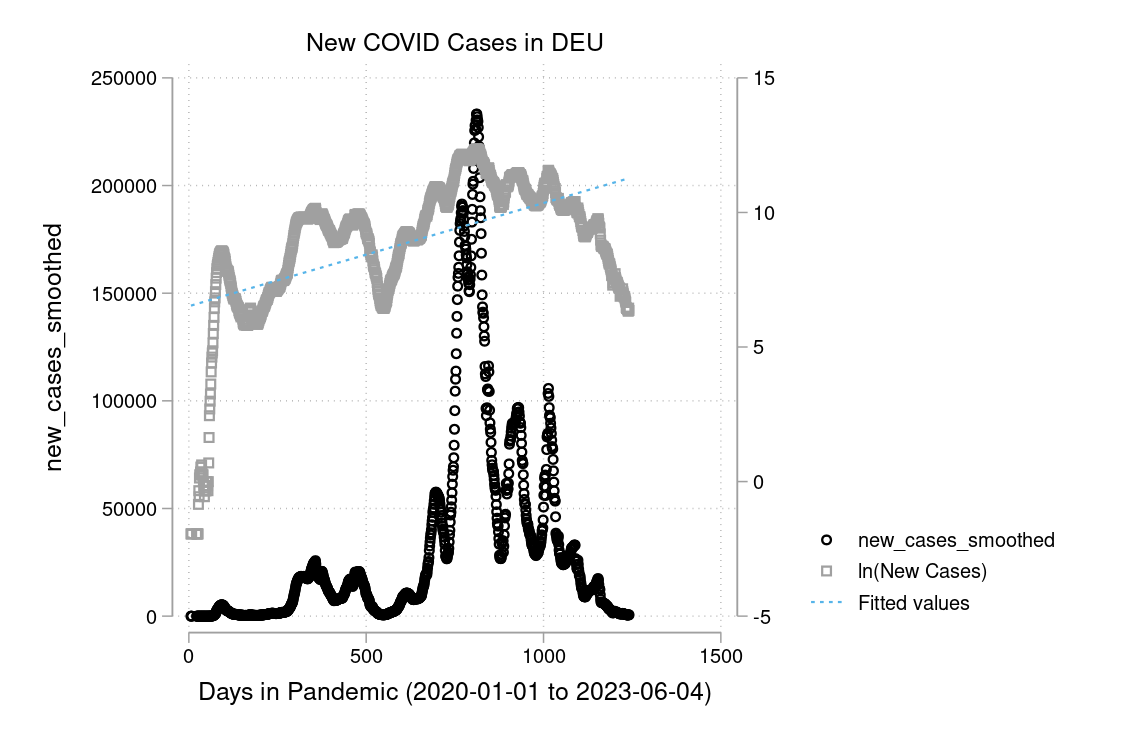 New COVID Cases in DEU
new_cases_smoothed
250000
200000
150000
100000
50000
0
15
10
5
0
-5
0 500 1000 1500
Days in Pandemic (2020-01-01 to 2023-06-04)
new_cases_smoothed
ln(New Cases)
Fitted values